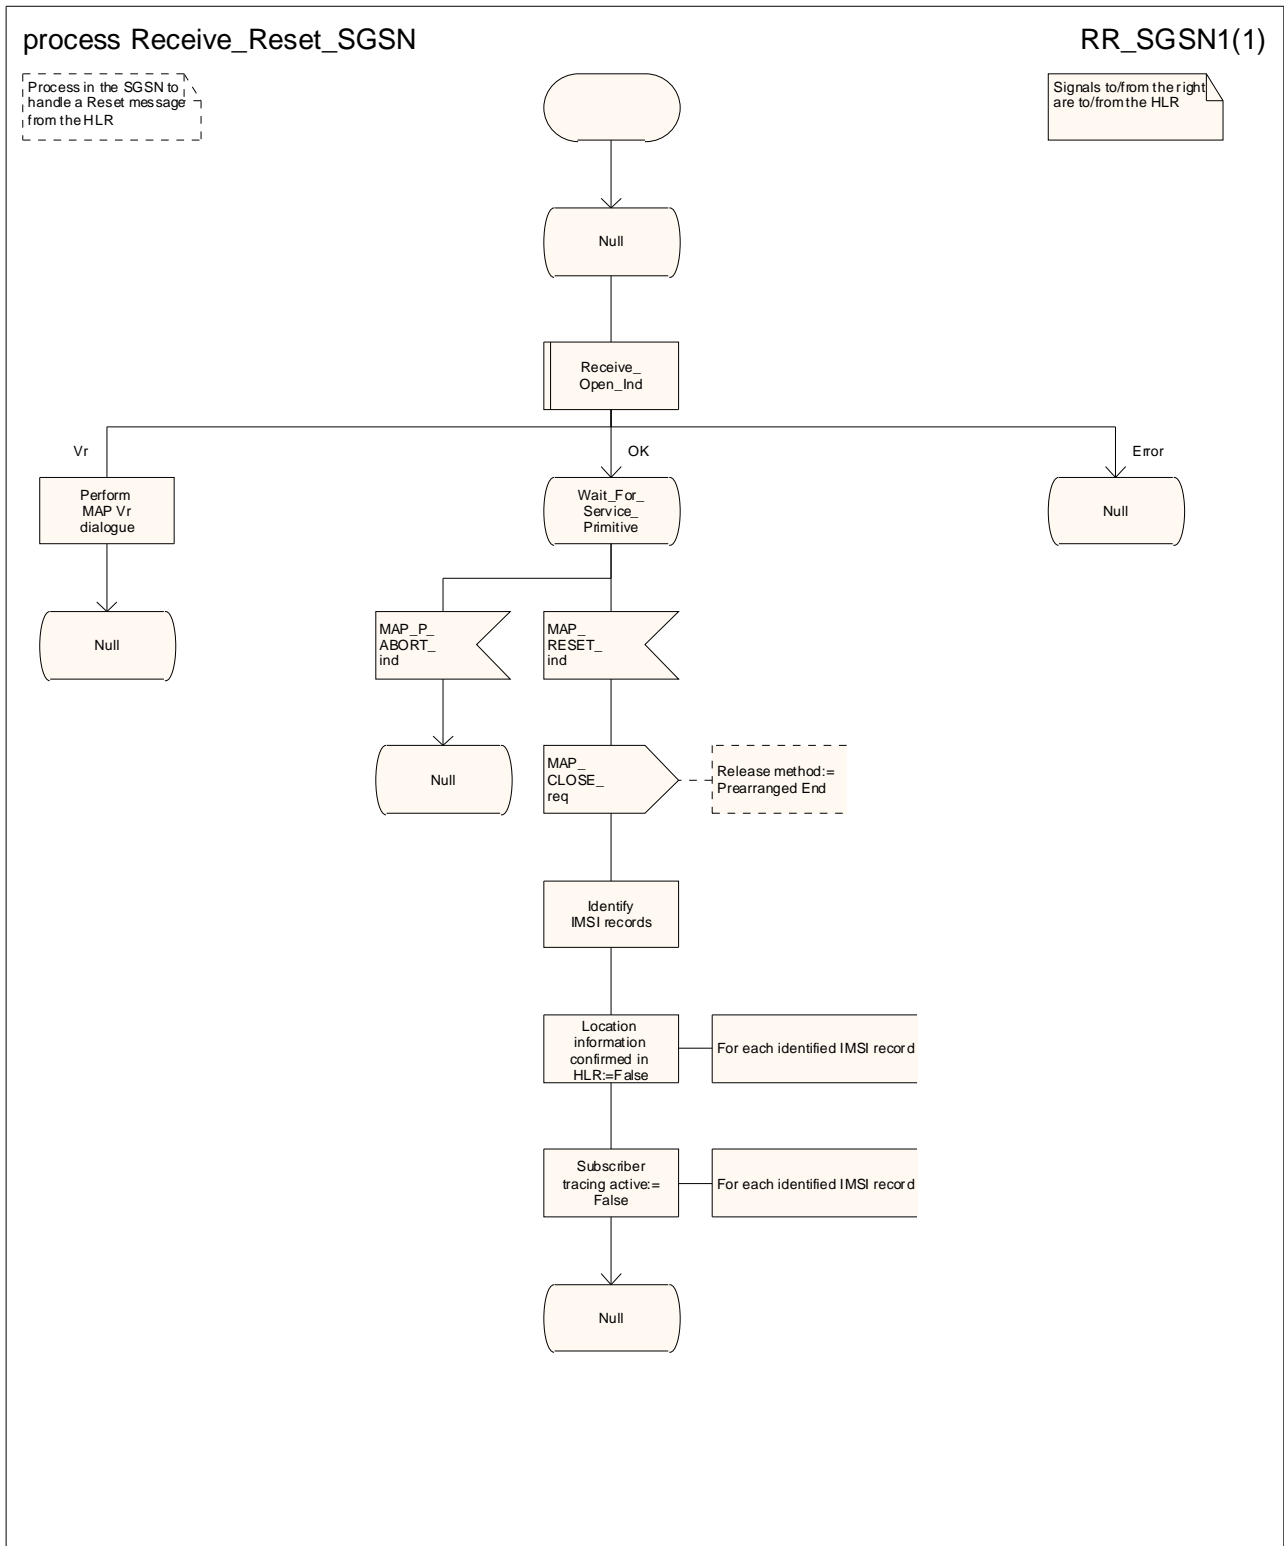 process Receive_Reset_SGSN
RR_SGSN1(1)
Process in the SGSN to
handle a Reset message
from the HLR
Signals to/from the right
are to/from the HLR
Null
Receive_
Open_Ind
Vr
OK
Error
Perform
MAP Vr
dialogue
Wait_For_
Service_
Primitive
Null
Null
MAP_P_
ABORT_
ind
MAP_
RESET_
ind
Null
MAP_
CLOSE_
req
Release method:=
Prearranged End
Identify
IMSI records
Location
information
confirmed in
HLR:=False
For each identified IMSI record
Subscriber
tracing active:=
False
For each identified IMSI record
Null